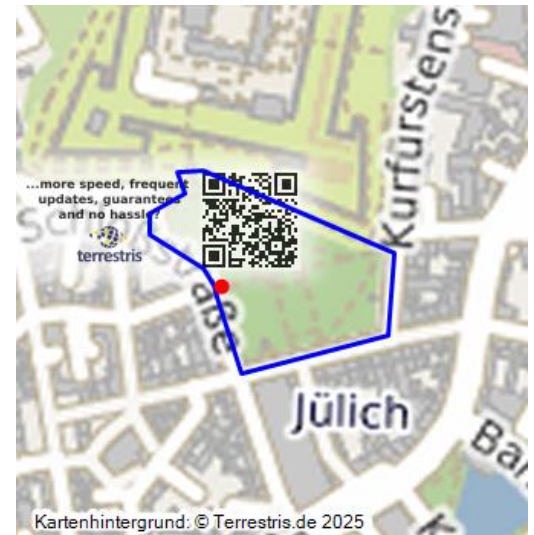 Kurfürstens
...more speed, frequent
updates, guarantees
and no hassle?
terrestris
aße
Jülich
Ba
K
Kartenhintergrund: © Terrestris.de 2025